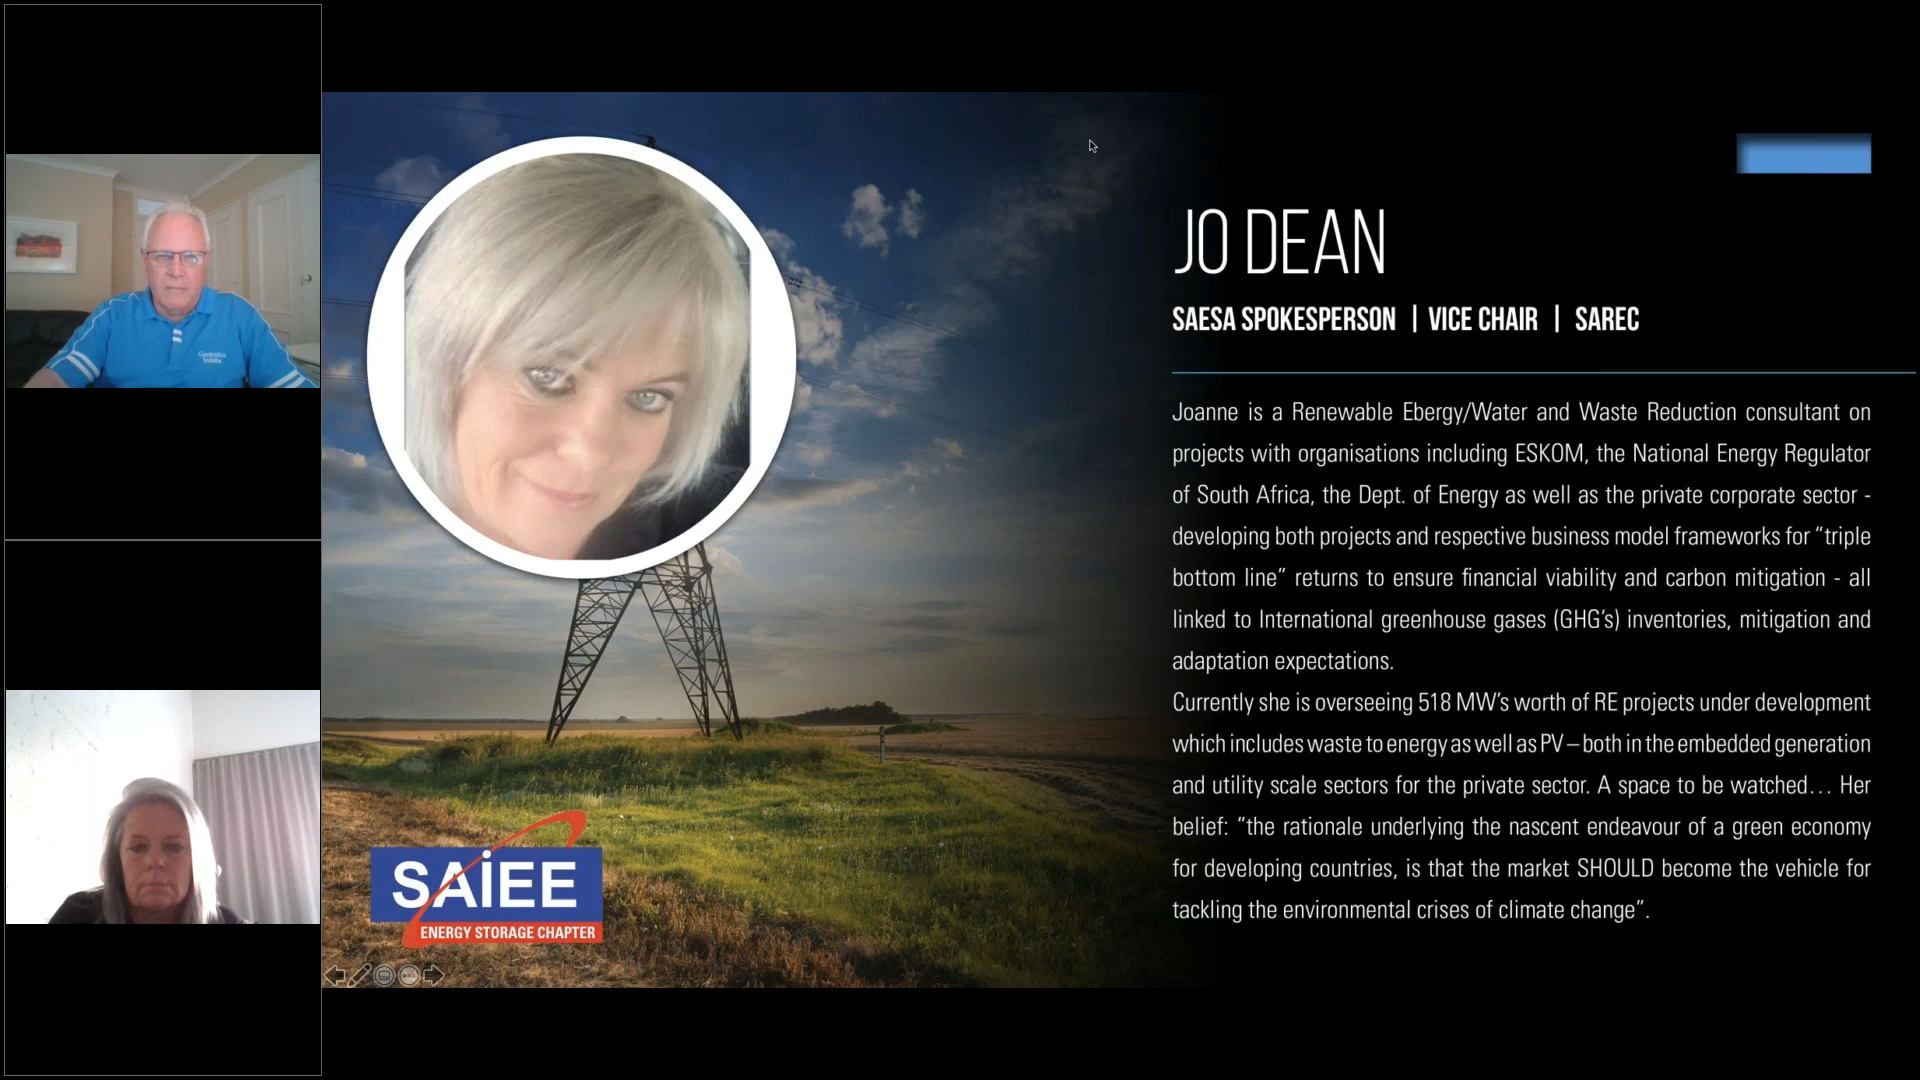 JO DEAN
SAESA SPOKESPERSON | VICE CHAIR | SAREC
Joanne is a Renewable Ebergy/Water and Waste Reduction consultant on
projects with organisations including ESKOM, the National Energy Regulator
of South Africa, the Dept. of Energy as well as the private corporate sector -
developing both projects and respective business model frameworks for “triple
bottom line” returns to ensure financial viability and carbon mitigation - all
linked to International greenhouse gases (GHG’s) inventories, mitigation and
adaptation expectations.
Currently she is overseeing 518 MW’s worth of RE projects under development
which includes waste to energy as well as PV – both in the embedded generation
and utility scale sectors for the private sector. A space to be watched… Her
belief: “the rationale underlying the nascent endeavour of a green economy
for developing countries, is that the market SHOULD become the vehicle for
tackling the environmental crises of climate change”.
SAiEE
ENERGY STORAGE CHAPTER